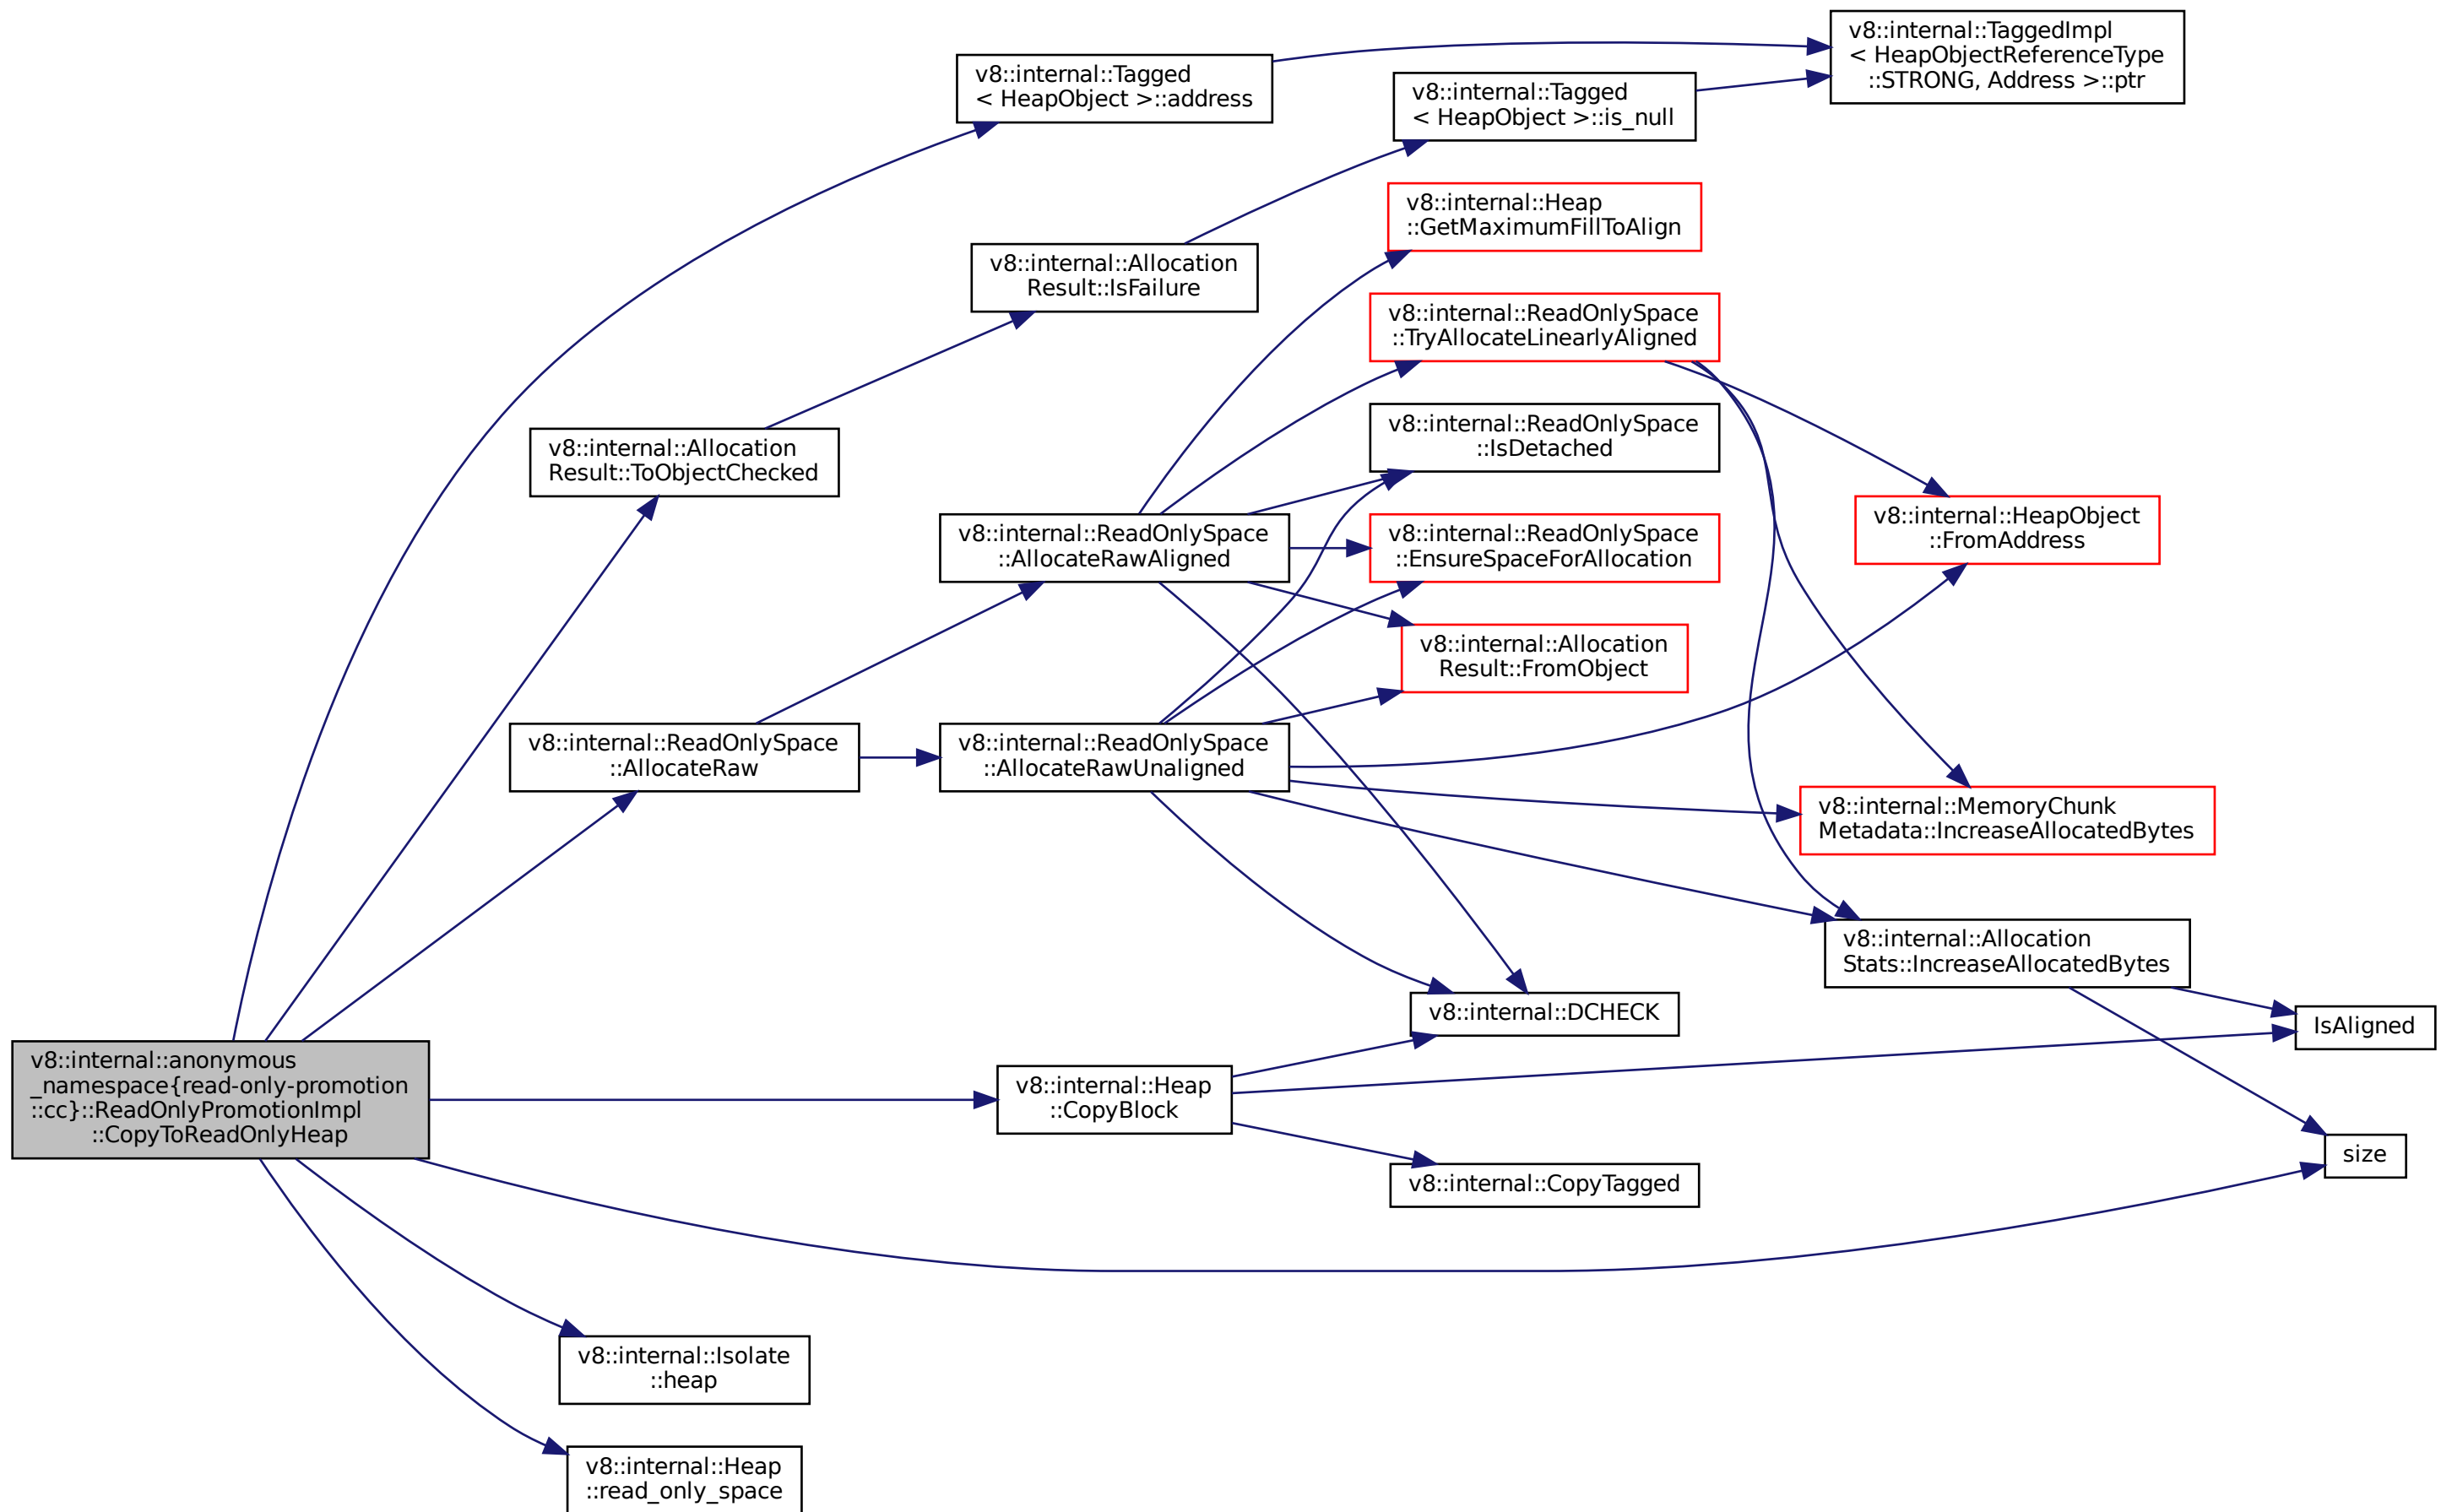 v8::internal::TaggedImpl
< HeapObjectReferenceType
::STRONG, Address >::ptr
v8::internal::Tagged
< HeapObject >::address
v8::internal::Tagged
< HeapObject >::is_null
v8::internal::Heap
::GetMaximumFillToAlign
v8::internal::Allocation
Result::IsFailure
v8::internal::ReadOnlySpace
::TryAllocateLinearlyAligned
v8::internal::ReadOnlySpace
::IsDetached
v8::internal::Allocation
Result::ToObjectChecked
v8::internal::HeapObject
::FromAddress
v8::internal::ReadOnlySpace
::AllocateRawAligned
v8::internal::ReadOnlySpace
::EnsureSpaceForAllocation
v8::internal::Allocation
Result::FromObject
v8::internal::ReadOnlySpace
::AllocateRaw
v8::internal::ReadOnlySpace
::AllocateRawUnaligned
v8::internal::MemoryChunk
Metadata::IncreaseAllocatedBytes
v8::internal::Allocation
Stats::IncreaseAllocatedBytes
v8::internal::DCHECK
IsAligned
v8::internal::anonymous
_namespace{read-only-promotion
::cc}::ReadOnlyPromotionImpl
::CopyToReadOnlyHeap
v8::internal::Heap
::CopyBlock
size
v8::internal::CopyTagged
v8::internal::Isolate
::heap
v8::internal::Heap
::read_only_space